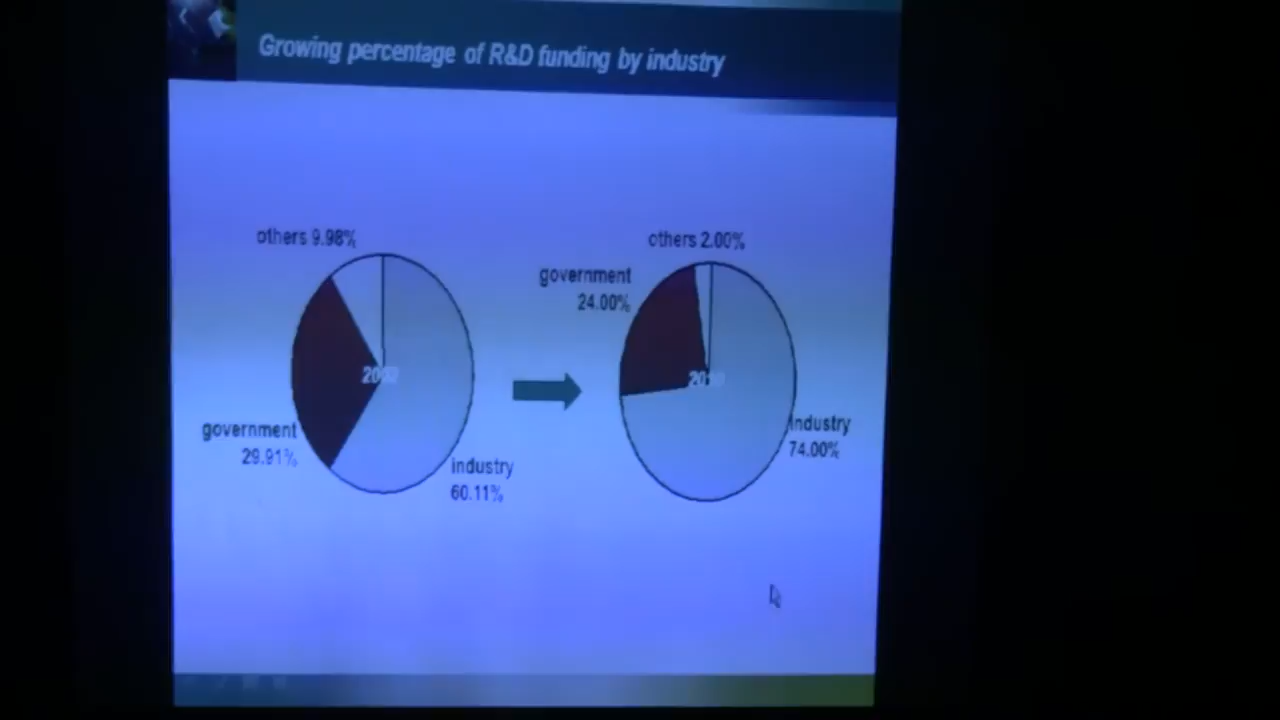 Growing percentage of R&D funding by industry
others 9.98%
government
29.91%
industry
60.11%
others 2.00%
government
24.00%
industry
74.00%